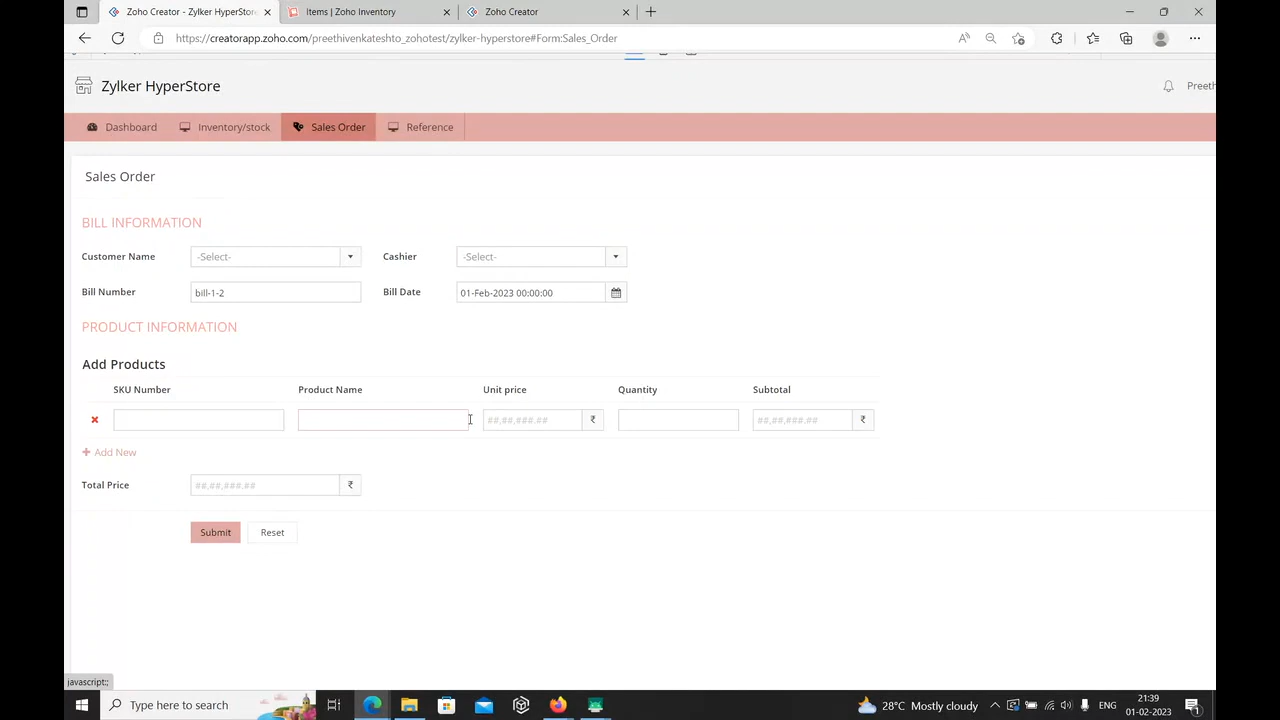 Zoho Creator - Zylker HyperStor
Items | Zoho Inventory
Zoho Creator
https://creatorapp.zoho.com/preethivenkateshto_zohotest/zylker-hyperstore#Form:Sales_Order
Zylker HyperStore
Preeth
Dashboard
Inventory/stock
Sales Order
Reference
Sales Order
BILL INFORMATION
Customer Name
-Select-
Cashier
-Select-
Bill Number
bill-1-2
Bill Date
01-Feb-2023 00:00:00
PRODUCT INFORMATION
Add Products
SKU Number
Product Name
Unit price
Quantity
Subtotal
##,##,###.##
₹
##,##,###.##
₹
Add New
Total Price
##,##,###.##
₹
Submit
Reset
javascript:;
Type here to search
28°C Mostly cloudy
ENG
21:39
01-02-2023